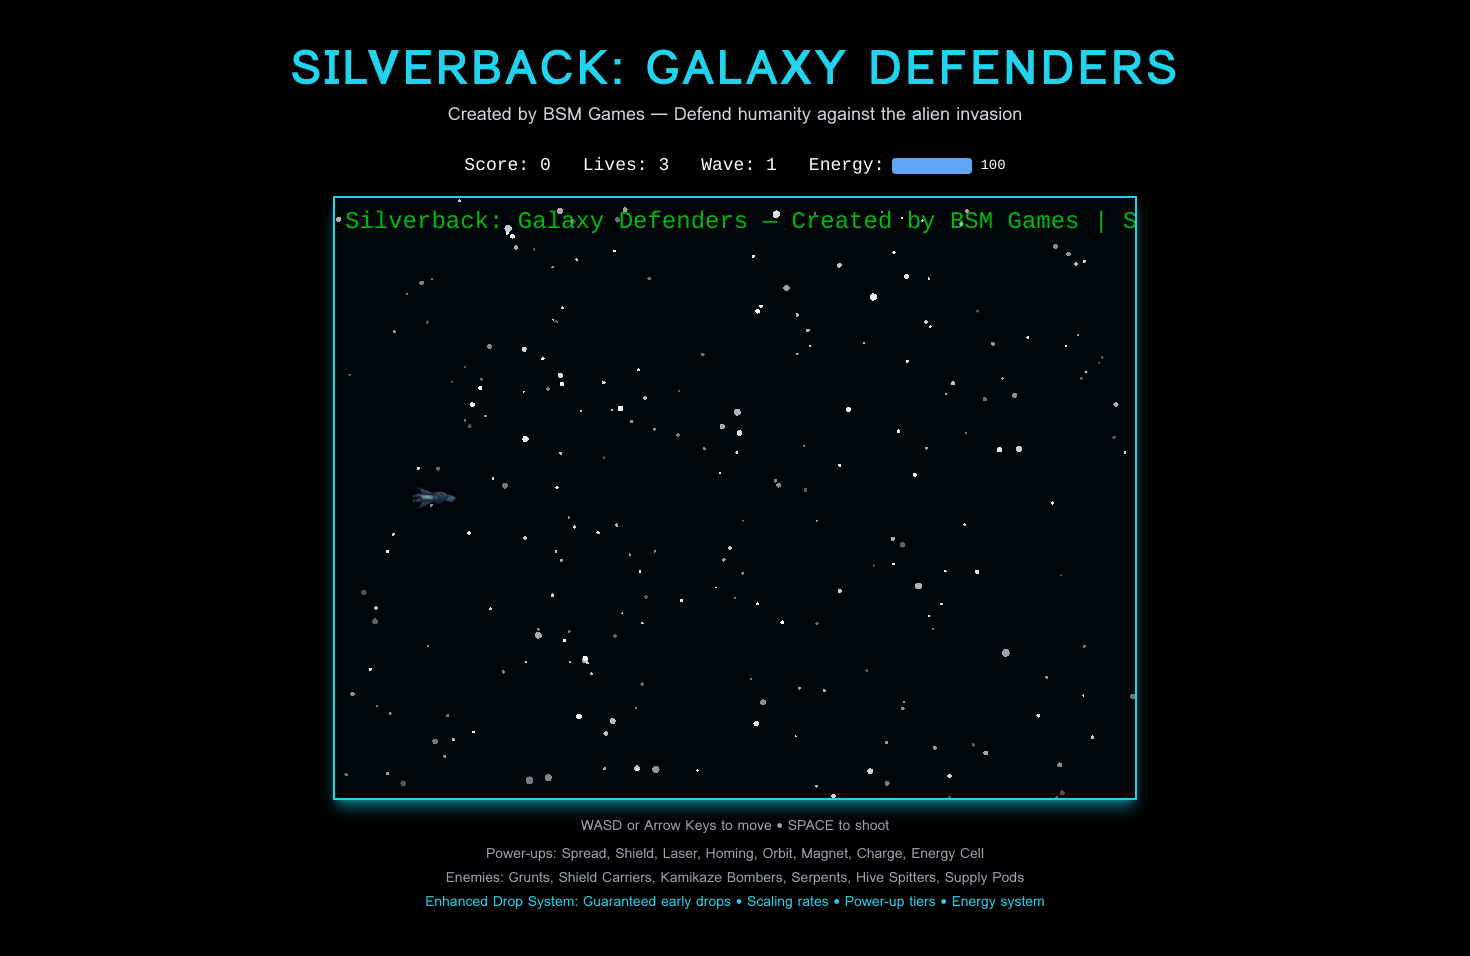 SILVERBACK: GALAXY DEFENDERS
Created by BSM Games — Defend humanity against the alien invasion
Score: 0 Lives: 3 Wave: 1 Energy: 100
Silverback: Galaxy Defenders — Created by BSM Games | S
WASD or Arrow Keys to move • SPACE to shoot
Power-ups: Spread, Shield, Laser, Homing, Orbit, Magnet, Charge, Energy Cell
Enemies: Grunts, Shield Carriers, Kamikaze Bombers, Serpents, Hive Spitters, Supply Pods
Enhanced Drop System: Guaranteed early drops • Scaling rates • Power-up tiers • Energy system